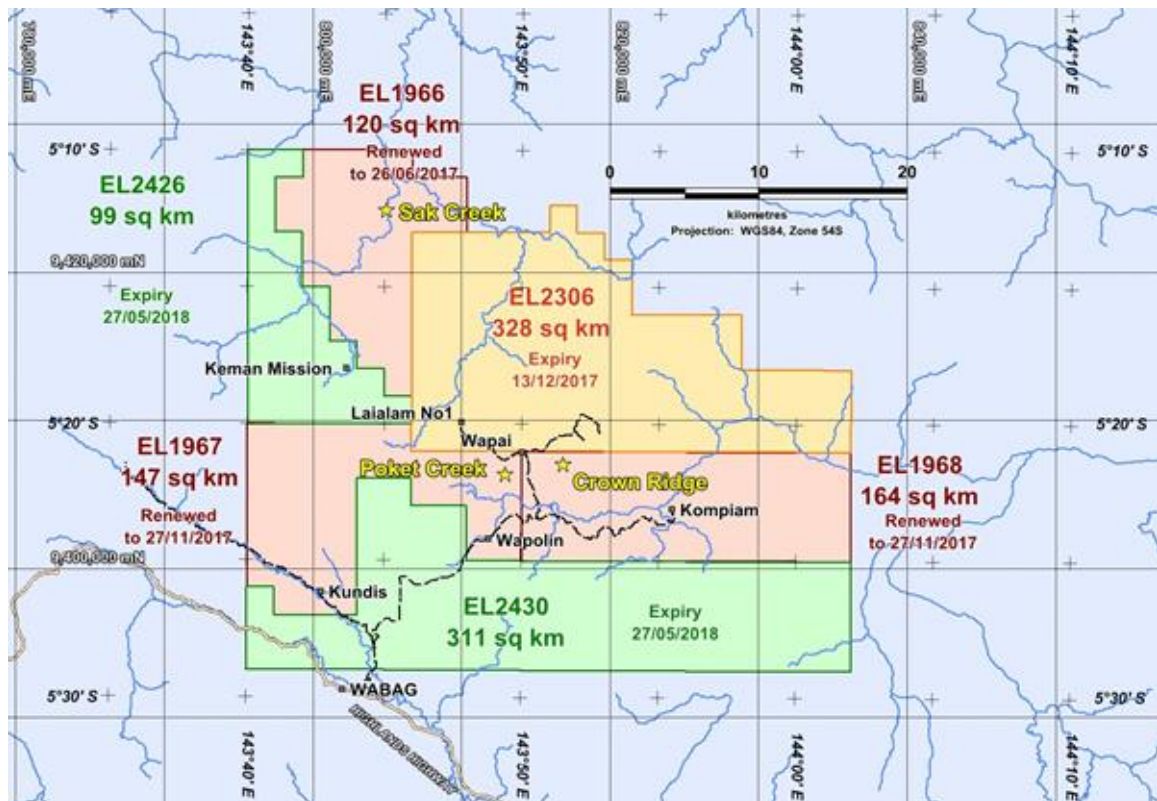 780,000 mE
143°40' E
800,000 mE
143°50' E
820,000 mE
144°00' E
840,000 mE
144°10' E
EL1966
120 sq km
Renewed
to 26/06/2017
5°10' S
5°10' S
0 10 20
kilometres
Projection: WGS84, Zone 54S
EL2426
99 sq km
Sak Creek
9,420,000 mN
Expiry
27/05/2018
EL2306
328 sq km
Expiry
13/12/2017
Keman Mission
Laialam No1
5°20' S
5°20' S
Wapai
EL1967
147 sq km
Renewed
to 27/11/2017
Poket Creek
Crown Ridge
EL1968
164 sq km
Renewed
to 27/11/2017
Kompiam
Wapolin
9,400,000 mN
Kundis
EL2430
311 sq km
Expiry
27/05/2018
WABAG
5°30' S
5°30' S
HIGHLANDS HIGHWAY
143°40' E
143°50' E
144°00' E
144°10' E